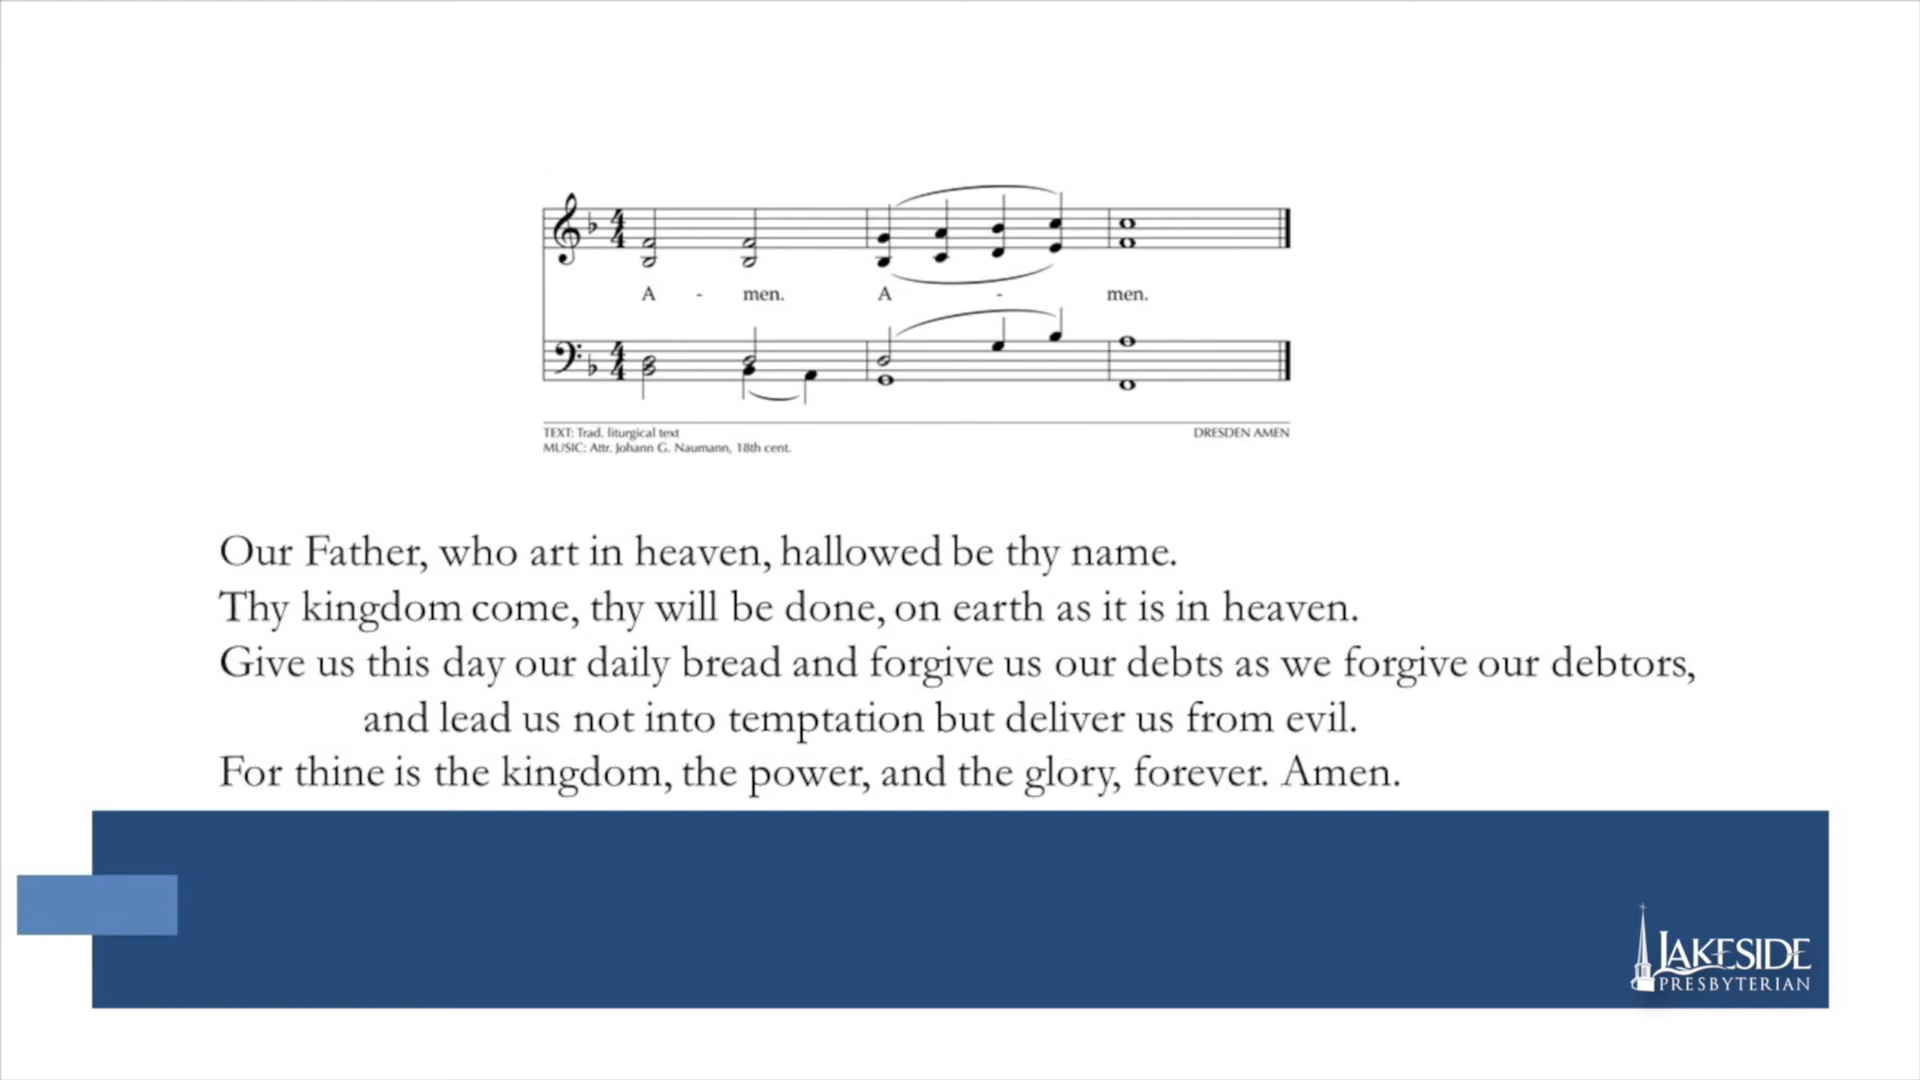 A - men. A - men.
TEXT: Trad. liturgical text
MUSIC: Attr. Johann G. Naumann, 18th cent.
DRESDEN AMEN
Our Father, who art in heaven, hallowed be thy name.
Thy kingdom come, thy will be done, on earth as it is in heaven.
Give us this day our daily bread and forgive us our debts as we forgive our debtors,
and lead us not into temptation but deliver us from evil.
For thine is the kingdom, the power, and the glory, forever. Amen.
LAKESIDE
PRESBYTERIAN